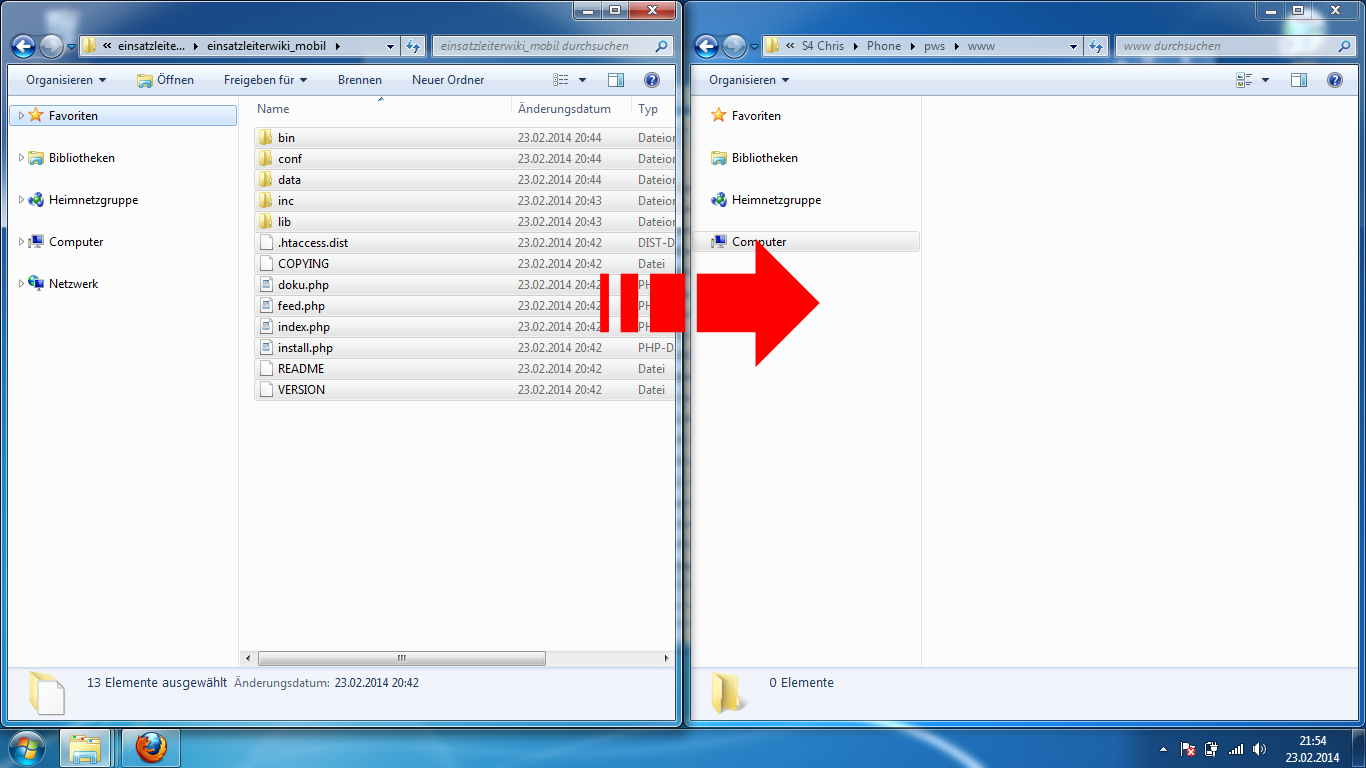 « einsatzleite... ▸ einsatzleiterwiki_mobil ▸
einsatzleiterwiki_mobil durchsuchen
Organisieren Öffnen Freigeben für Brennen Neuer Ordner
Favoriten
Bibliotheken
Heimnetzgruppe
Computer
Netzwerk
Name Änderungsdatum Typ
bin 23.02.2014 20:44 Dateior
conf 23.02.2014 20:44 Dateior
data 23.02.2014 20:44 Dateior
inc 23.02.2014 20:43 Dateior
lib 23.02.2014 20:43 Dateior
.htaccess.dist 23.02.2014 20:42 DIST-D
COPYING 23.02.2014 20:42 Datei
doku.php 23.02.2014 20:42
feed.php 23.02.2014 20:42
index.php 23.02.2014 20:42
install.php 23.02.2014 20:42 PHP-D
README 23.02.2014 20:42 Datei
VERSION 23.02.2014 20:42 Datei
13 Elemente ausgewählt Änderungsdatum: 23.02.2014 20:42
« S4 Chris ▸ Phone ▸ pws ▸ www
www durchsuchen
Organisieren
Favoriten
Bibliotheken
Heimnetzgruppe
Computer
0 Elemente
21:54
23.02.2014